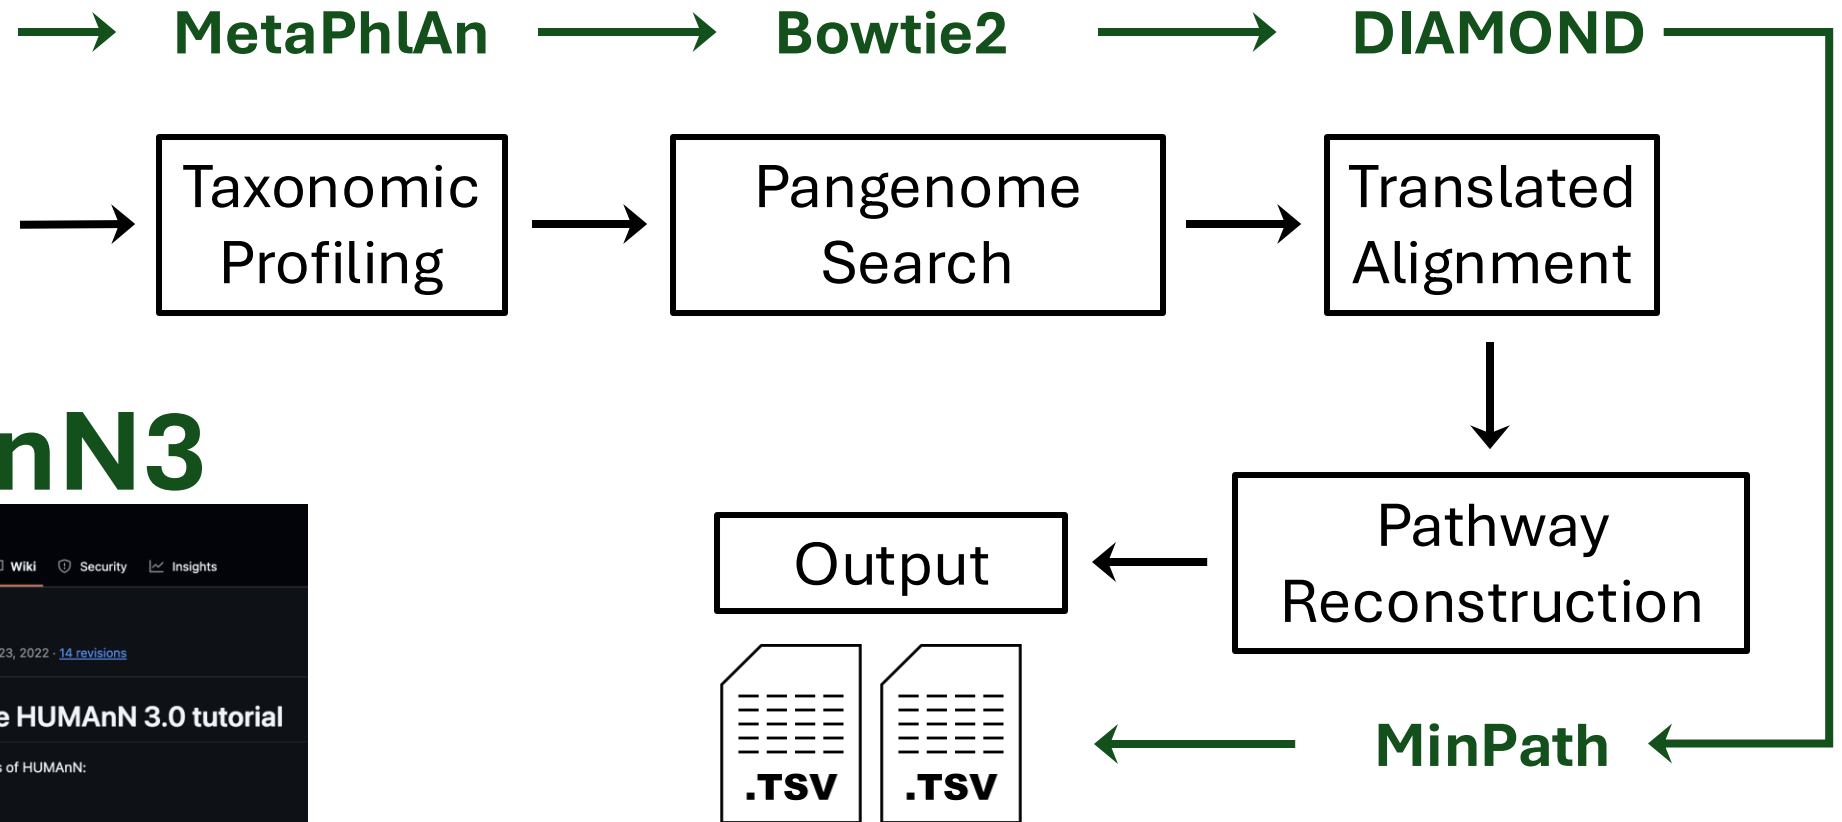 MetaPhlAn
Bowtie2
DIAMOND
Taxonomic
Profiling
Pangenome
Search
Translated
Alignment
nN3
Pathway
Reconstruction
Output
Wiki
Security
Insights
23, 2022 · 14 revisions
e HUMAnN 3.0 tutorial
s of HUMAnN:
.TSV
.TSV
MinPath